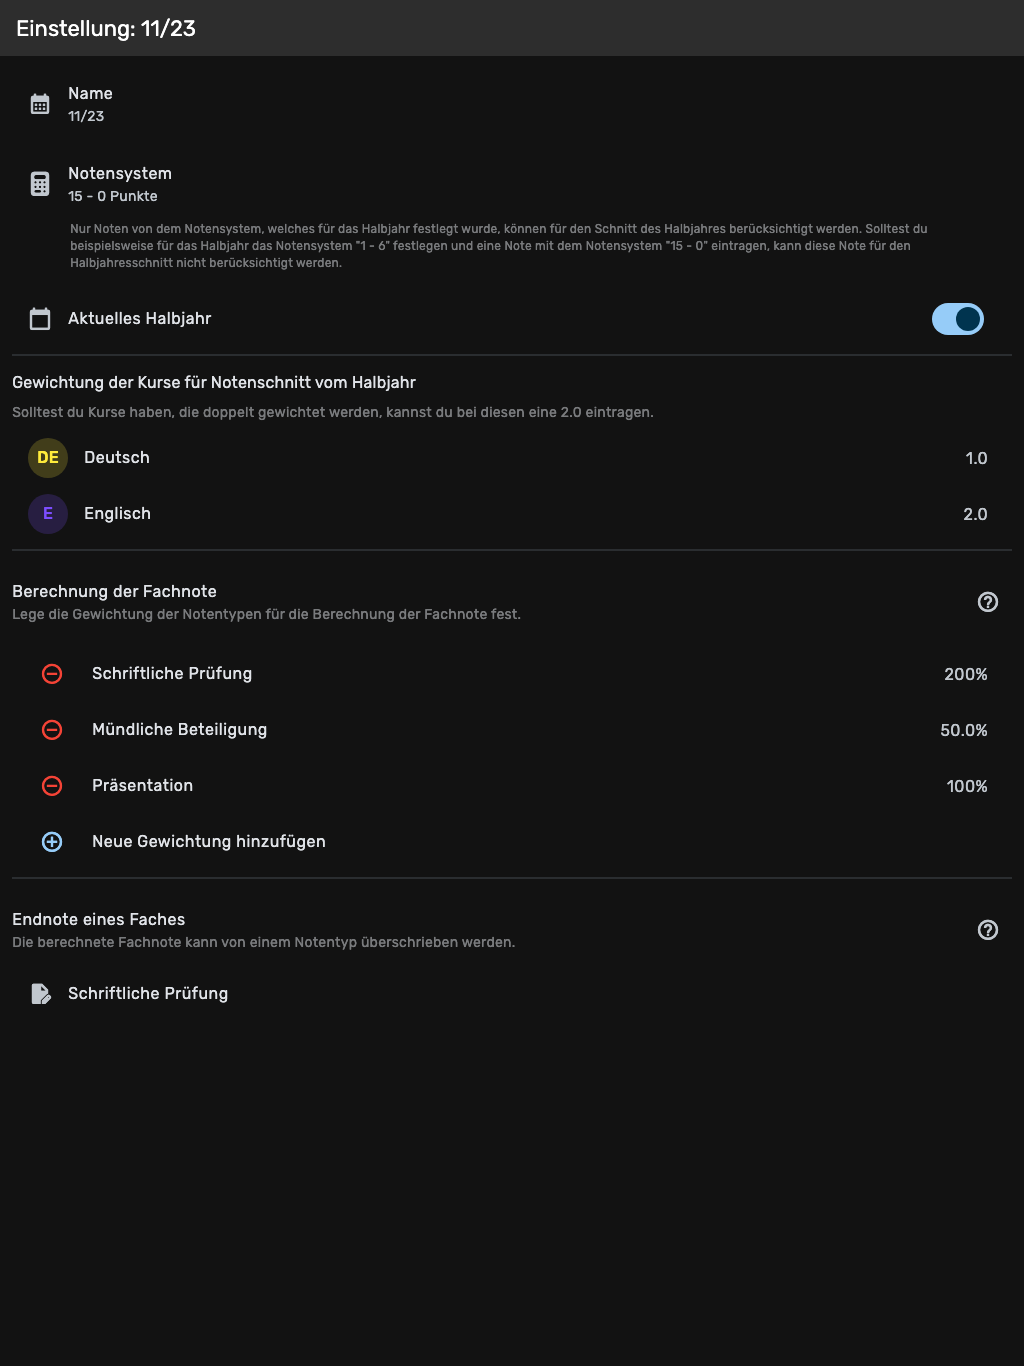 Einstellung: 11/23
Name
11/23
Notensystem
15 - 0 Punkte
Nur Noten von dem Notensystem, welches für das Halbjahr festlegt wurde, können für den Schnitt des Halbjahres berücksichtigt werden. Solltest du
beispielsweise für das Halbjahr das Notensystem "1 - 6" festlegen und eine Note mit dem Notensystem "15 - 0" eintragen, kann diese Note für den
Halbjahresschnitt nicht berücksichtigt werden.
Aktuelles Halbjahr
Gewichtung der Kurse für Notenschnitt vom Halbjahr
Solltest du Kurse haben, die doppelt gewichtet werden, kannst du bei diesen eine 2.0 eintragen.
DE Deutsch 1.0
E Englisch 2.0
Berechnung der Fachnote
Lege die Gewichtung der Notentypen für die Berechnung der Fachnote fest.
Schriftliche Prüfung 200%
Mündliche Beteiligung 50.0%
Präsentation 100%
Neue Gewichtung hinzufügen
Endnote eines Faches
Die berechnete Fachnote kann von einem Notentyp überschrieben werden.
Schriftliche Prüfung